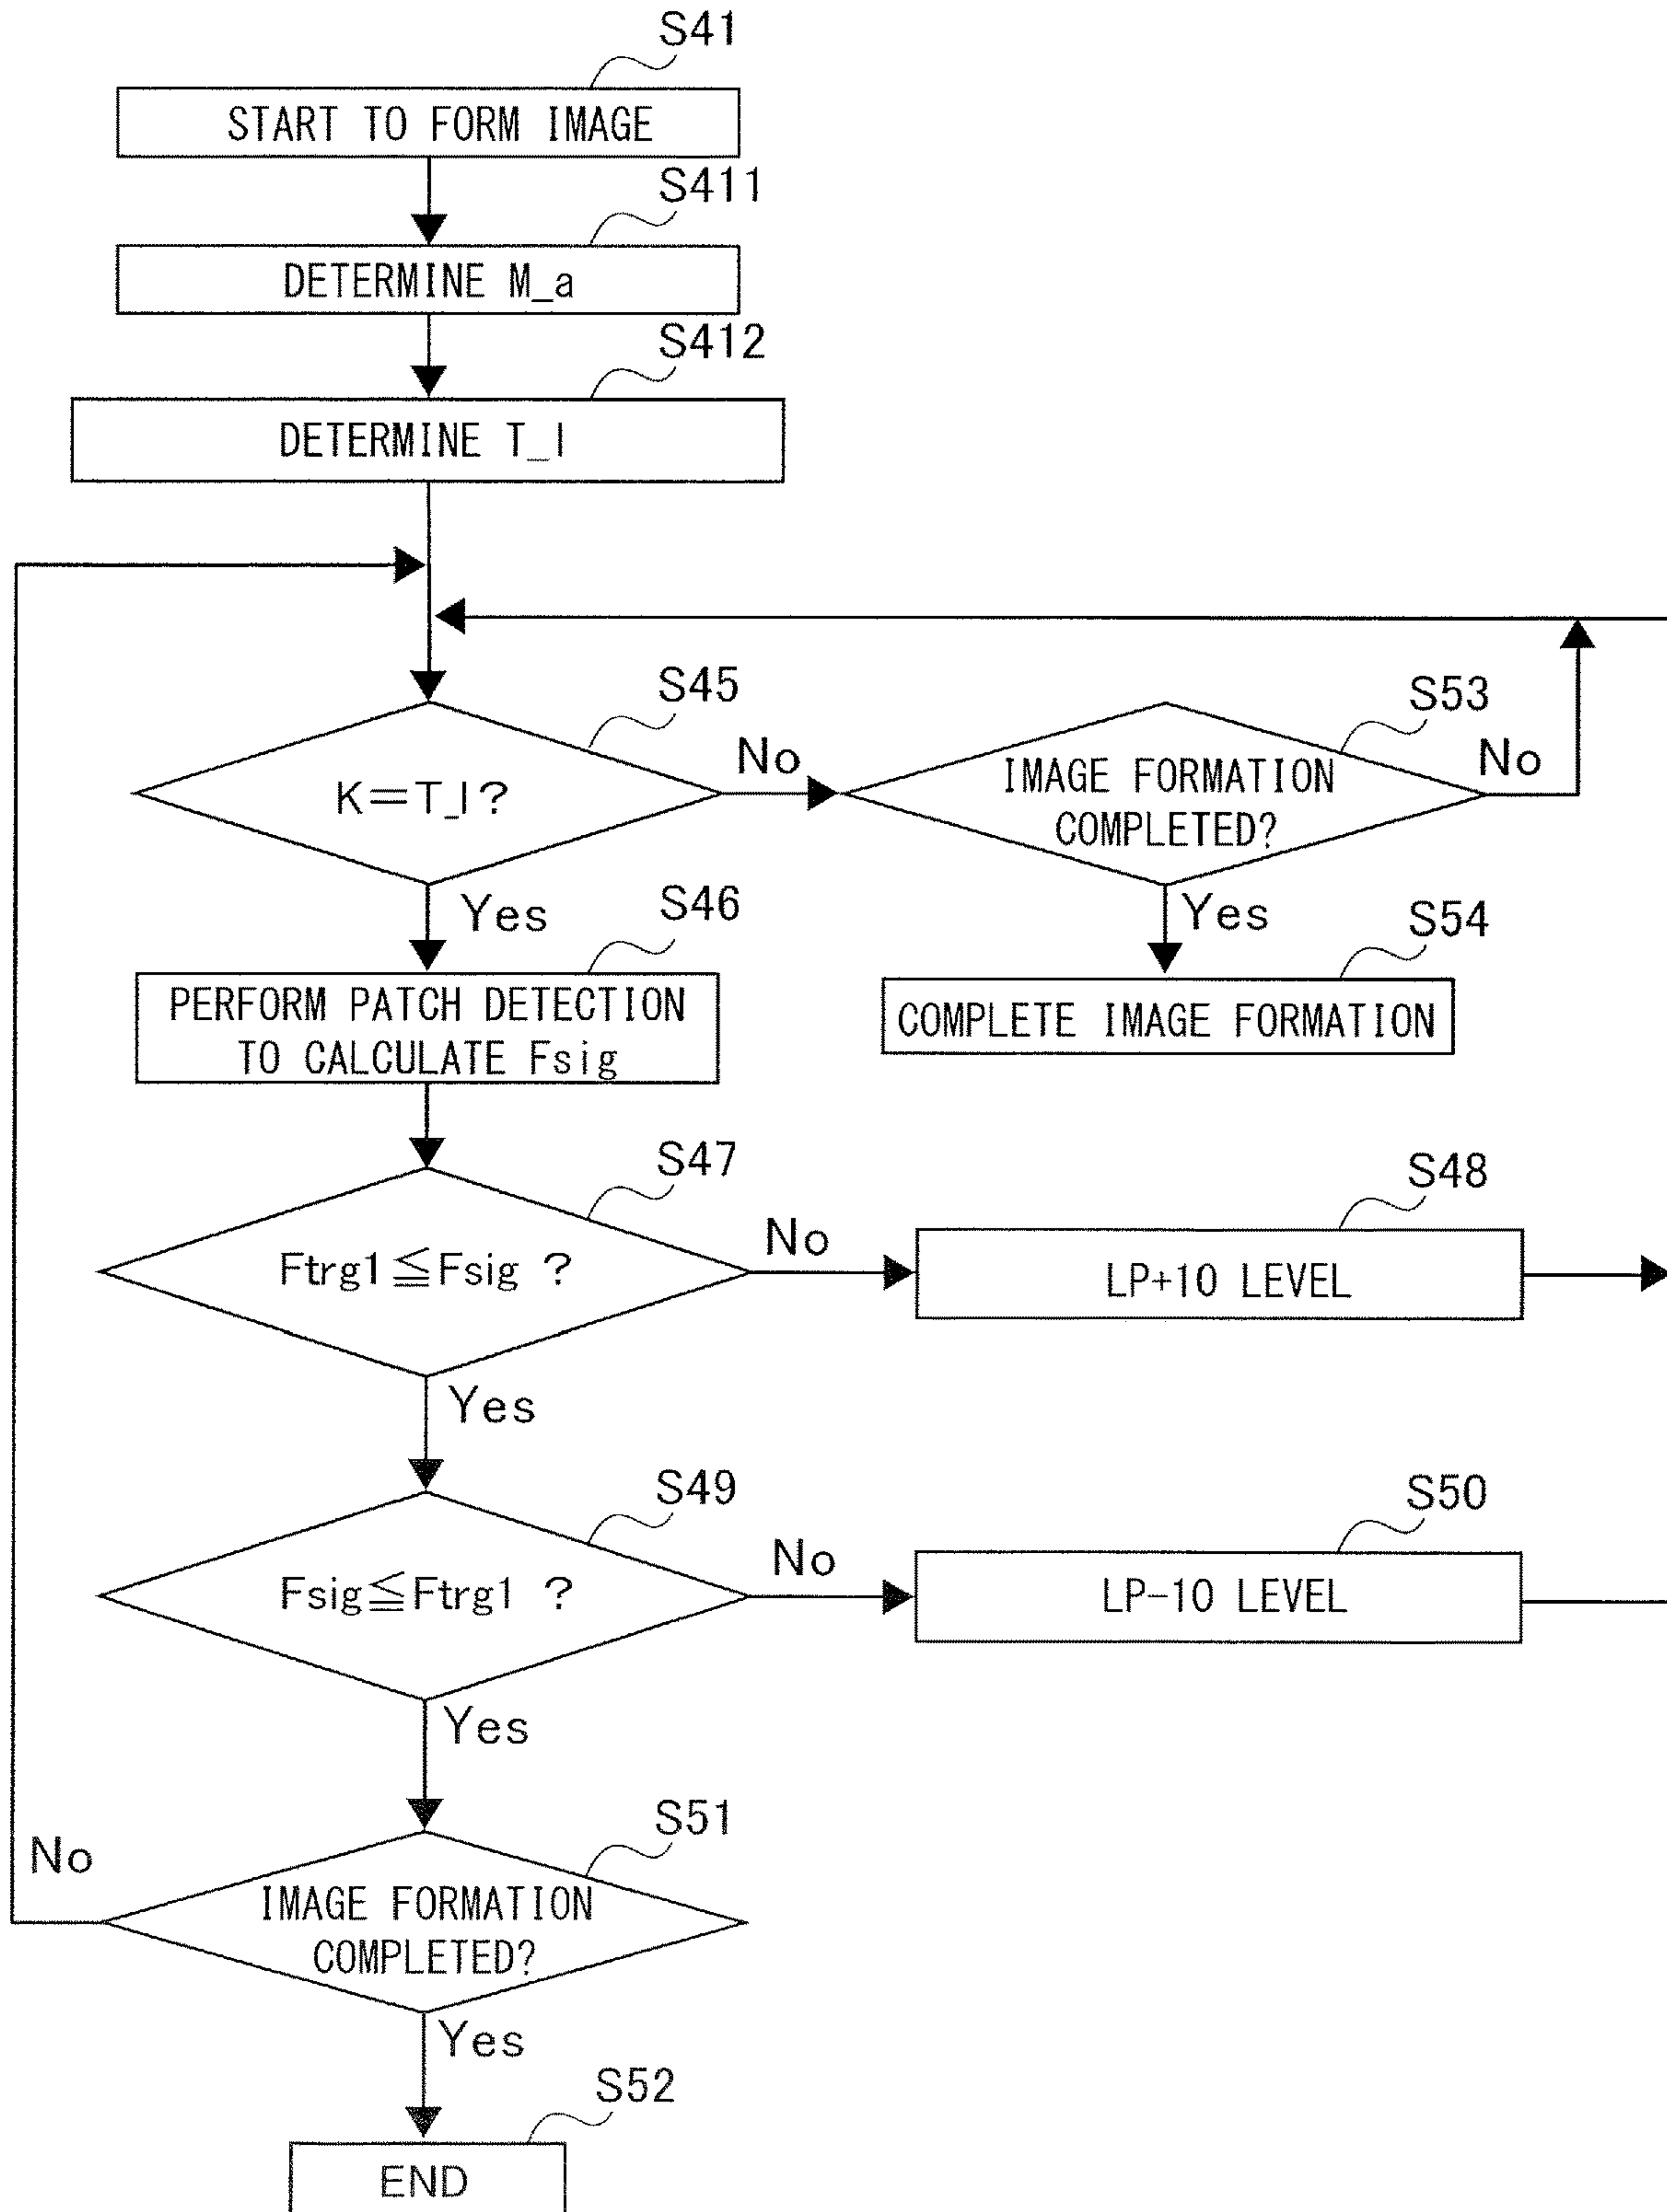 S41
START TO FORM IMAGE
S411
DETERMINE M_a
S412
DETERMINE T_I
S45
K=T_I?
No
S53
IMAGE FORMATION
COMPLETED?
No
Yes
S46
PERFORM PATCH DETECTION
TO CALCULATE Fsig
Yes
S54
COMPLETE IMAGE FORMATION
S47
Ftrg1≦Fsig ?
No
S48
LP+10 LEVEL
Yes
S49
Fsig≦Ftrg1 ?
No
S50
LP-10 LEVEL
Yes
S51
No
IMAGE FORMATION
COMPLETED?
Yes
S52
END